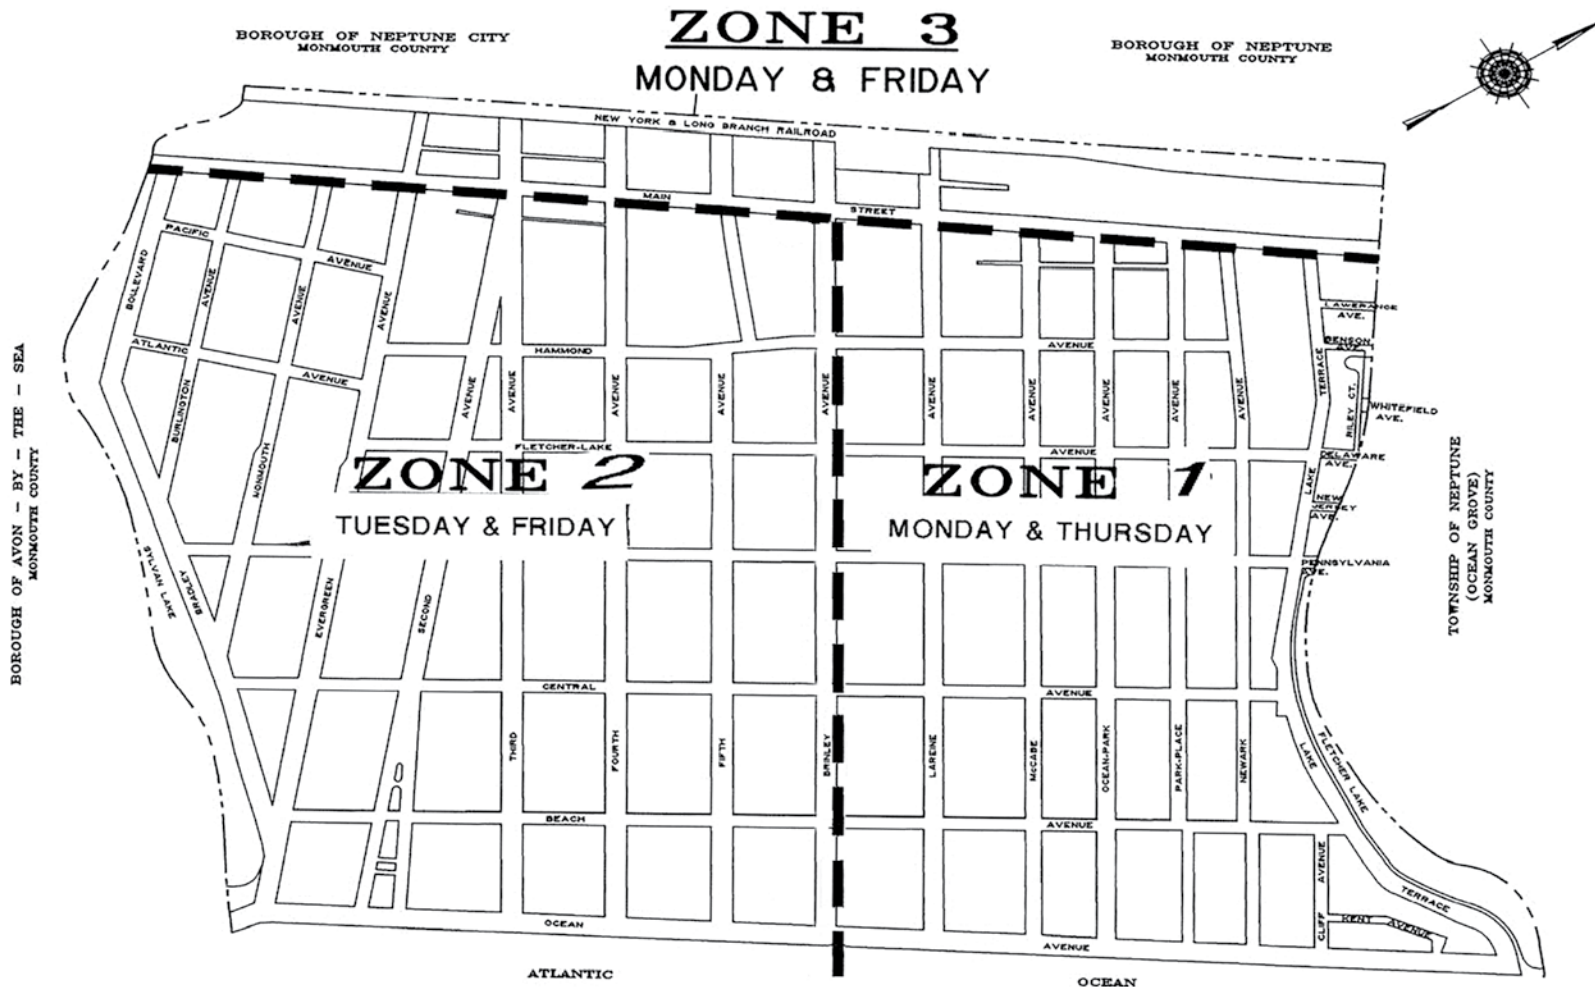 ZONE 3
BOROUGH OF NEPTUNE CITY
MONMOUTH COUNTY
BOROUGH OF NEPTUNE
MONMOUTH COUNTY
MONDAY & FRIDAY
NEW YORK & LONG BRANCH RAILROAD
MAIN
STREET
PACIFIC
AVENUE
BOULEVARD
AVENUE
AVENUE
AVENUE
LAWERANCE
AVE.
ATLANTIC
AVENUE
HAMMOND
AVENUE
BENSON
AVE.
TERRACE
BURLINGTON
AVENUE
AVENUE
AVENUE
AVENUE
AVENUE
AVENUE
AVENUE
AVENUE
AVENUE
AVENUE
RILEY CT.
WHITEFIELD
AVE.
BOROUGH OF AVON - BY - THE - SEA
MONMOUTH COUNTY
MONMOUTH
FLETCHER-LAKE
AVENUE
DELAWARE
AVE.
LAKE
ZONE 2
TUESDAY & FRIDAY
ZONE 1
MONDAY & THURSDAY
NEW
JERSEY
AVE.
TOWNSHIP OF NEPTUNE
(OCEAN GROVE)
MONMOUTH COUNTY
PENNSYLVANIA
AVE.
SYLVAN LAKE
BRADLEY
EVERGREEN
SECOND
CENTRAL
AVENUE
THIRD
FOURTH
FIFTH
BRINLEY
LAREINE
McCABE
OCEAN-PARK
PARK-PLACE
NEWARK
LAKE
FLETCHER LAKE
BEACH
AVENUE
AVENUE
TERRACE
CLIFF
KENT
AVENUE
OCEAN
AVENUE
ATLANTIC
OCEAN